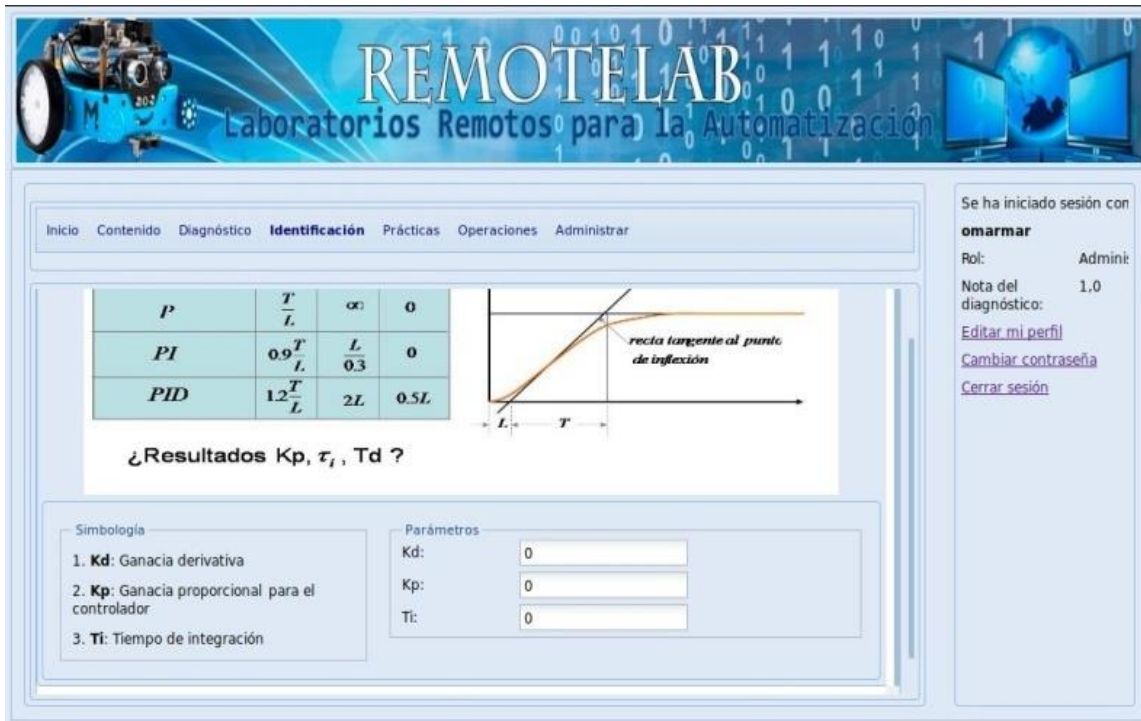 REMOTELAB
Laboratorios Remotos para la Automatización
Se ha iniciado sesión con
omarmar
Rol: Adminis
Nota del diagnóstico: 1,0
Editar mi perfil
Cambiar contraseña
Cerrar sesión
Inicio Contenido Diagnóstico Identificación Prácticas Operaciones Administrar
P T/L ∞ 0
PI 0.9 T/L L/0.3 0
PID 1.2 T/L 2L 0.5L
recta tangente al punto
de inflexión
L T
¿Resultados Kp, τi , Td ?
Simbología
1. Kd: Ganacia derivativa
2. Kp: Ganacia proporcional para el
controlador
3. Ti: Tiempo de integración
Parámetros
Kd: 0
Kp: 0
Ti: 0